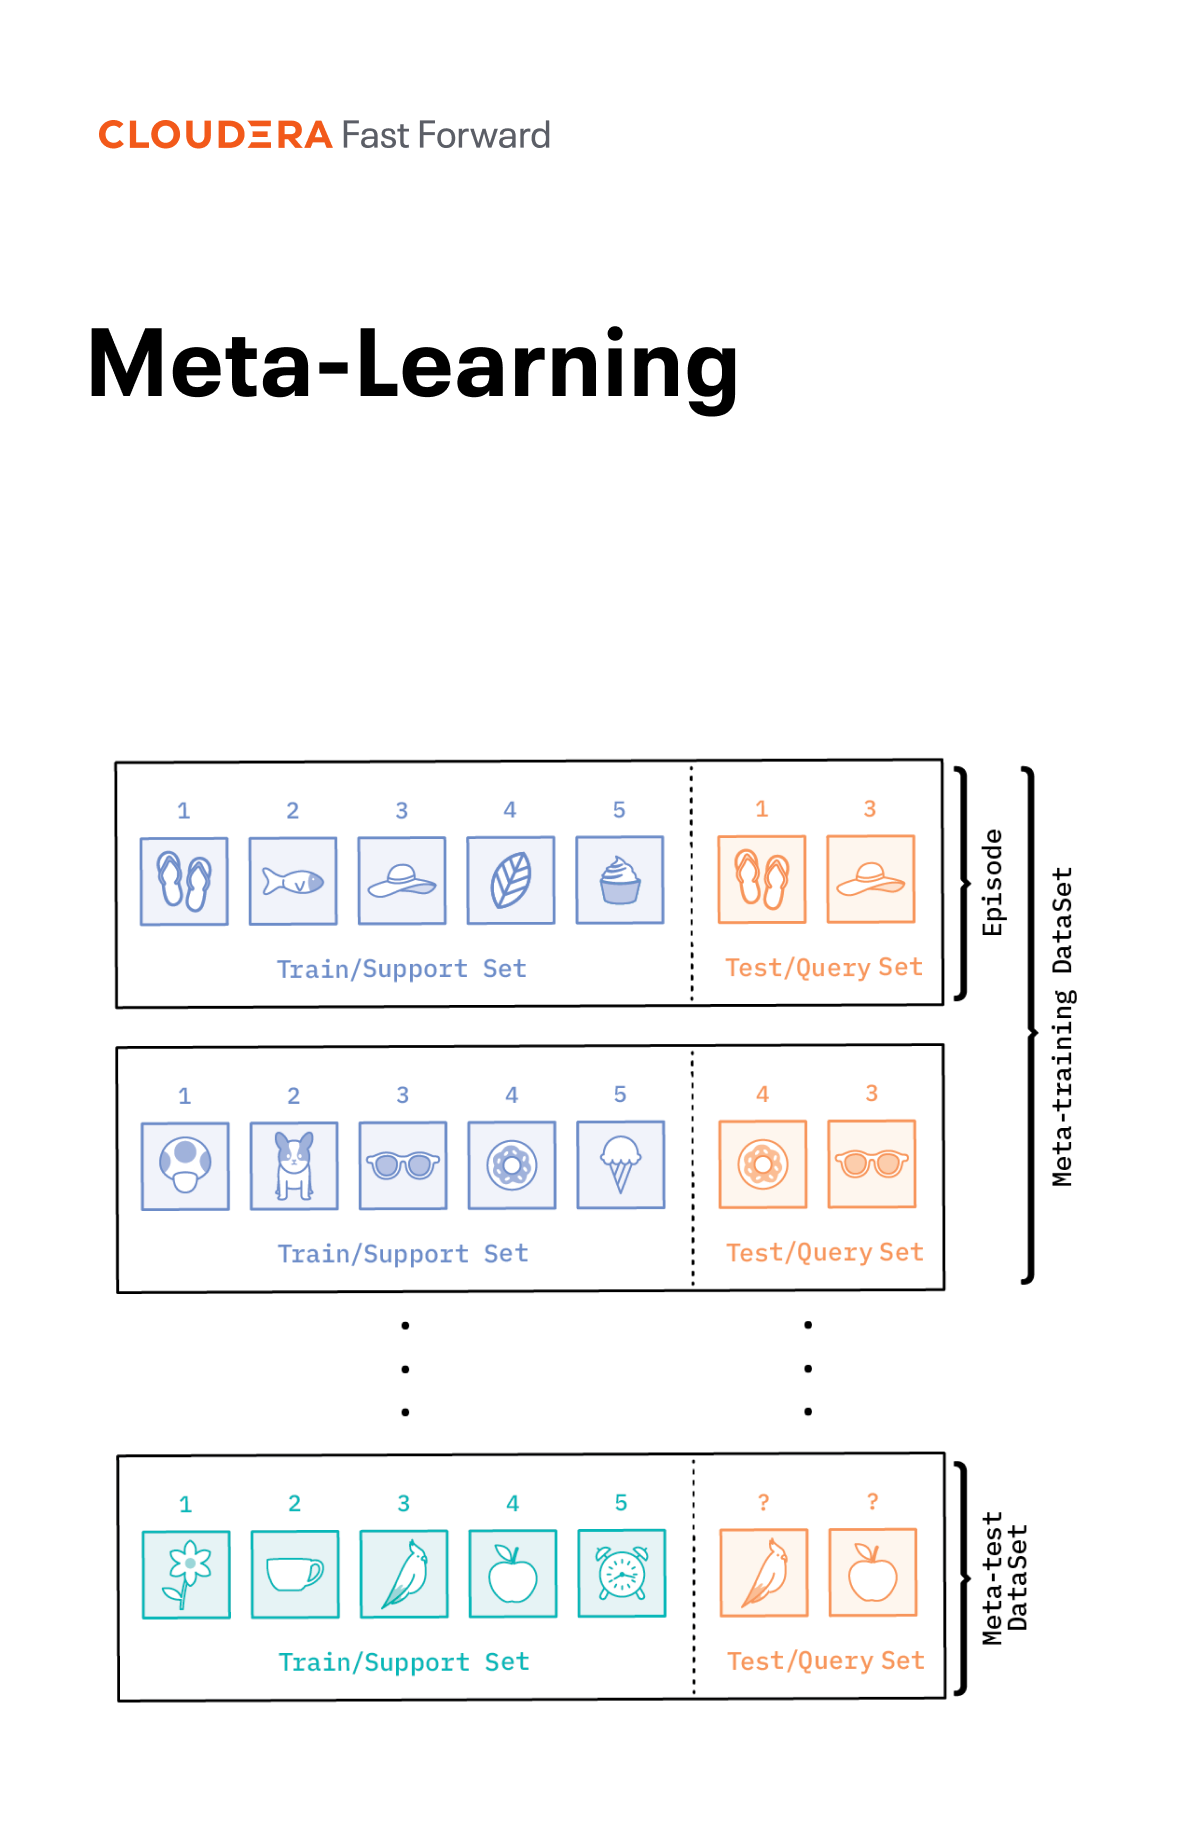 CLOUDERA Fast Forward
Meta-Learning
1 2 3 4 5 1 3
Train/Support Set Test/Query Set
Episode
Meta-training DataSet
1 2 3 4 5 4 3
Train/Support Set Test/Query Set
1 2 3 4 5 ? ?
Train/Support Set Test/Query Set
Meta-test
DataSet